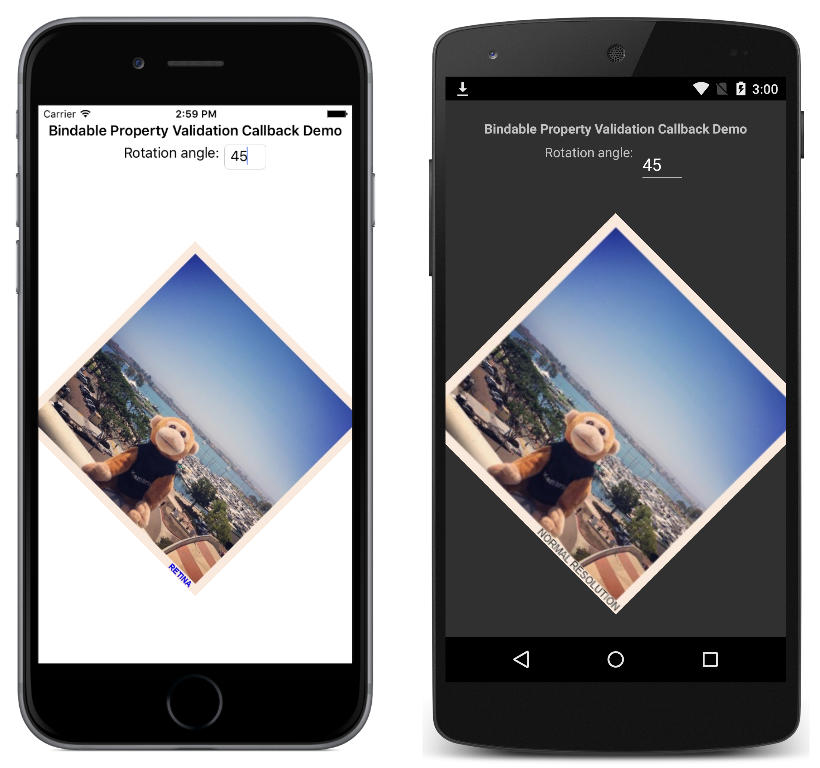 Carrier 2:59 PM
Bindable Property Validation Callback Demo
Rotation angle: 45
RETINA
3:00
Bindable Property Validation Callback Demo
Rotation angle: 45
NORMAL RESOLUTION